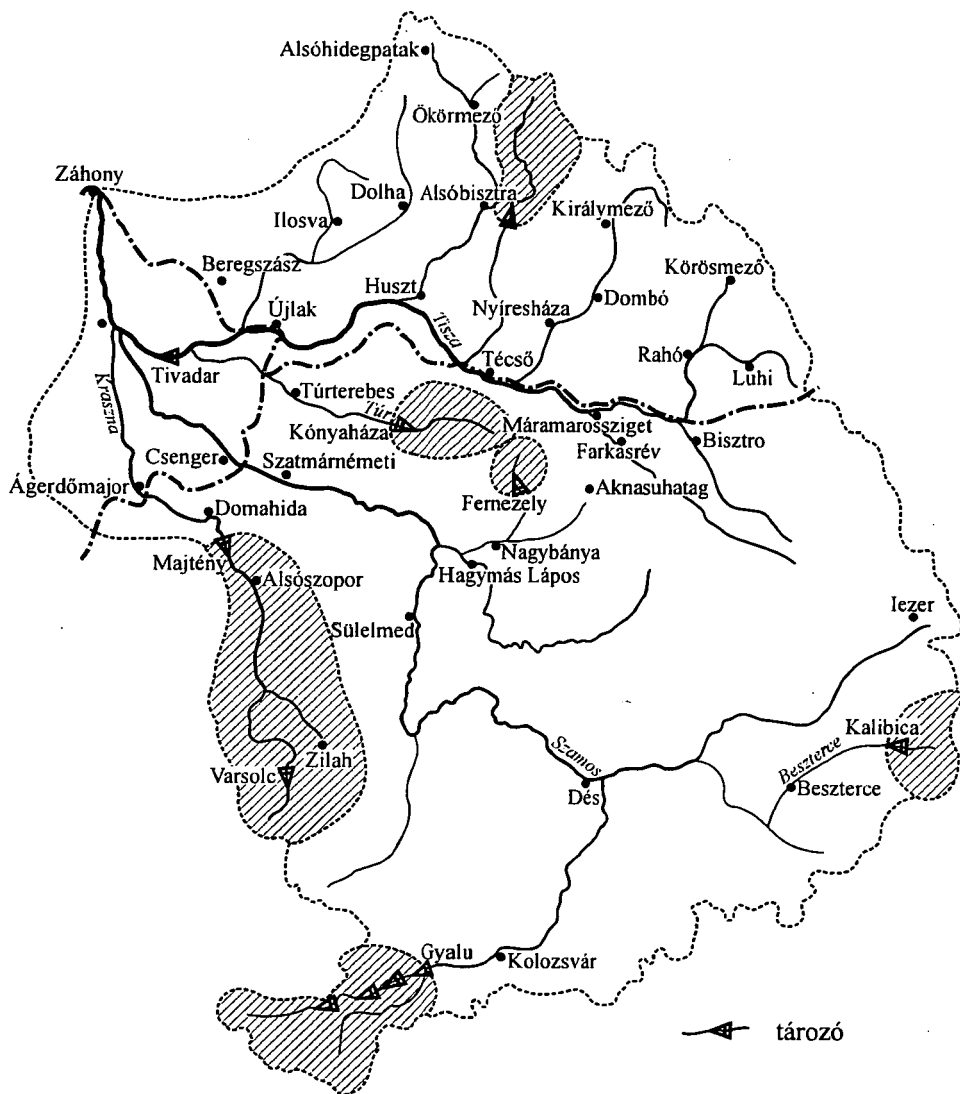 Alsóhidegpatak
Ökörmező
Záhony
Dolha
Alsóbisztra
Királymező
Ilosva
Beregszász
Körösmező
Huszt
Nyíresháza
Dombó
Újlak
Tisza
Rahó
Técső
Luhi
Tivadar
Kraszna
Túrterebes
Túr
Kónyaháza
Máramarossziget
Bisztro
Farkasrév
Csenger
Szatmárnémeti
Ágerdőmajor
Aknasuhatag
Fernezely
Domahida
Nagybánya
Majtény
Hagymás Lápos
Alsószopor
Iezer
Sülelmed
Kalibica
Zilah
Szamos
Beszterce
Varsolc
Dés
Beszterce
Gyalu
Kolozsvár
tározó